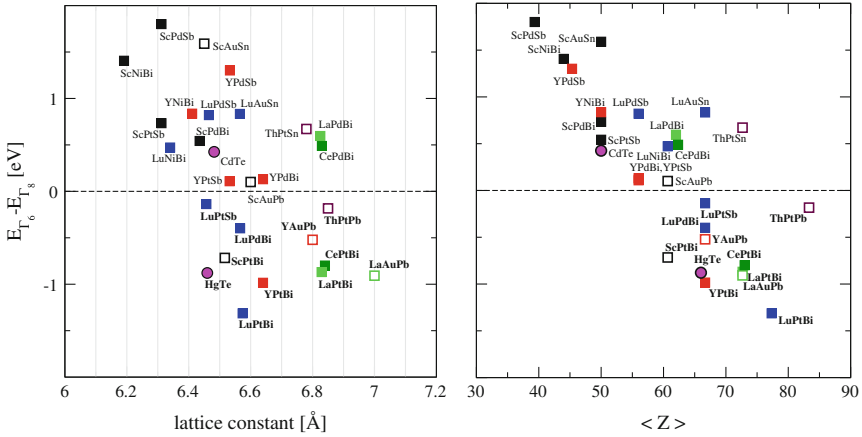 E_Γ6-E_Γ8 [eV]
1
0
-1
ScPdSb
ScAuSn
ScNiBi
YPdSb
YNiBi
LuPdSb
LuAuSn
ScPtSb
ScPdBi
ThPtSn
LaPdBi
LuNiBi
CdTe
CePdBi
YPtSb
YPdBi
ScAuPb
LuPtSb
ThPtPb
LuPdBi
YAuPb
ScPtBi
CePtBi
LaAuPb
HgTe
YPtBi
LaPtBi
LuPtBi
6
6.2
6.4
6.6
6.8
7
7.2
lattice constant [Å]
ScPdSb
ScAuSn
ScNiBi
YPdSb
YNiBi
LuPdSb
LuAuSn
ScPdBi
LaPdBi
ThPtSn
ScPtSb
CdTe
LuNiBi
CePdBi
YPdBi,YPtSb
ScAuPb
LuPtSb
ThPtPb
LuPdBi
YAuPb
ScPtBi
CePtBi
HgTe
LaPtBi
LaAuPb
YPtBi
LuPtBi
30
40
50
60
70
80
90
< Z >